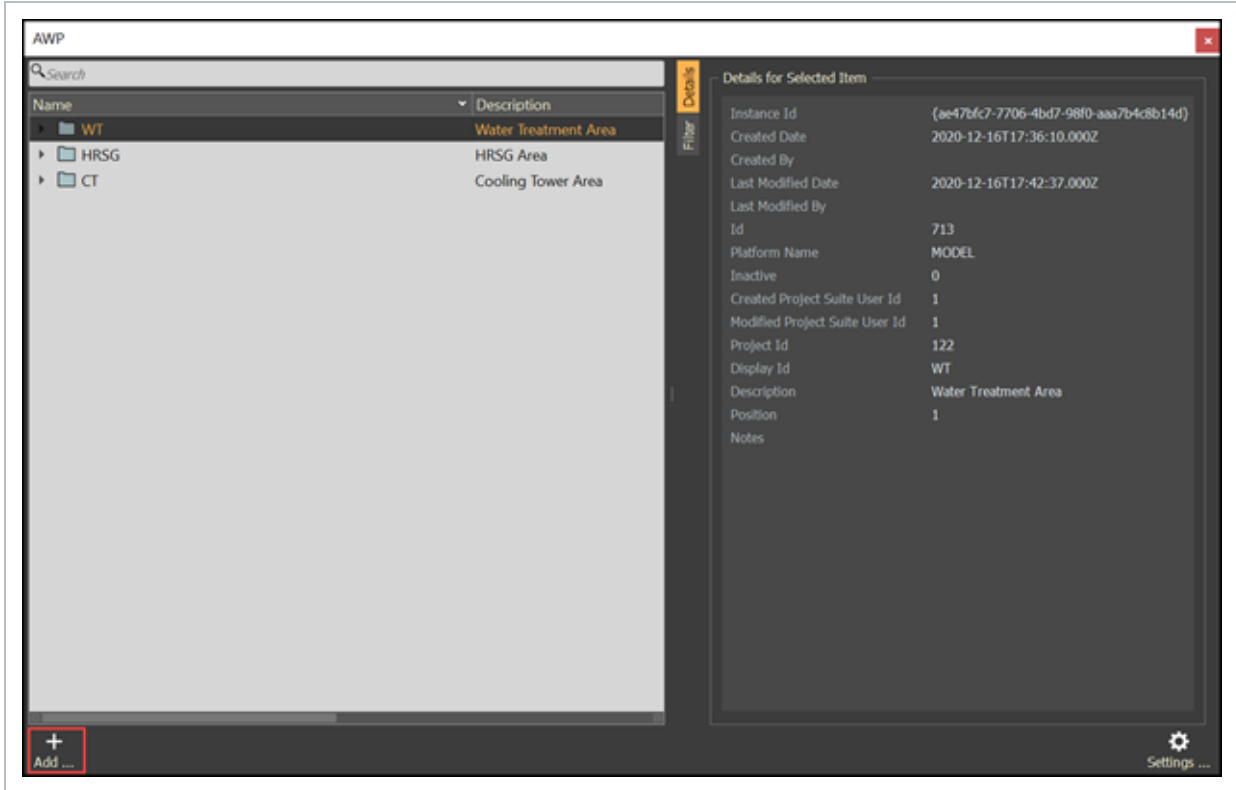 AWP
Search
Name Description
WT Water Treatment Area
HRSG HRSG Area
CT Cooling Tower Area
Add ...
Details
Filter
Details for Selected Item
Instance Id {ae47bfc7-7706-4bd7-98f0-aaa7b4c8b14d}
Created Date 2020-12-16T17:36:10.000Z
Created By
Last Modified Date 2020-12-16T17:42:37.000Z
Last Modified By
Id 713
Platform Name MODEL
Inactive 0
Created Project Suite User Id 1
Modified Project Suite User Id 1
Project Id 122
Display Id WT
Description Water Treatment Area
Position 1
Notes
Settings ...